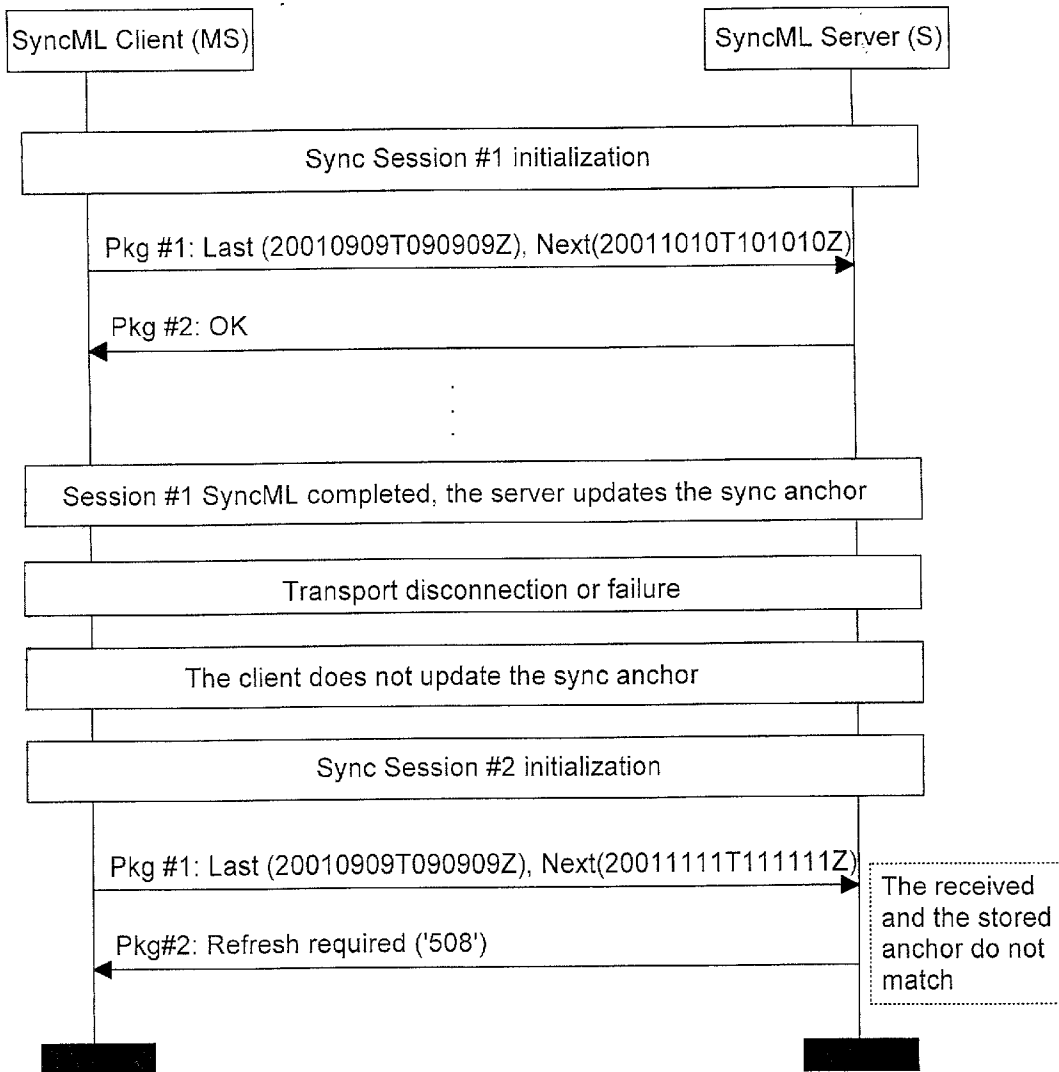 SyncML Client (MS)
SyncML Server (S)
Sync Session #1 initialization
Pkg #1: Last (20010909T090909Z), Next(20011010T101010Z)
Pkg #2: OK
Session #1 SyncML completed, the server updates the sync anchor
Transport disconnection or failure
The client does not update the sync anchor
Sync Session #2 initialization
Pkg #1: Last (20010909T090909Z), Next(20011111T111111Z)
The received
and the stored
anchor do not
match
Pkg#2: Refresh required ('508')